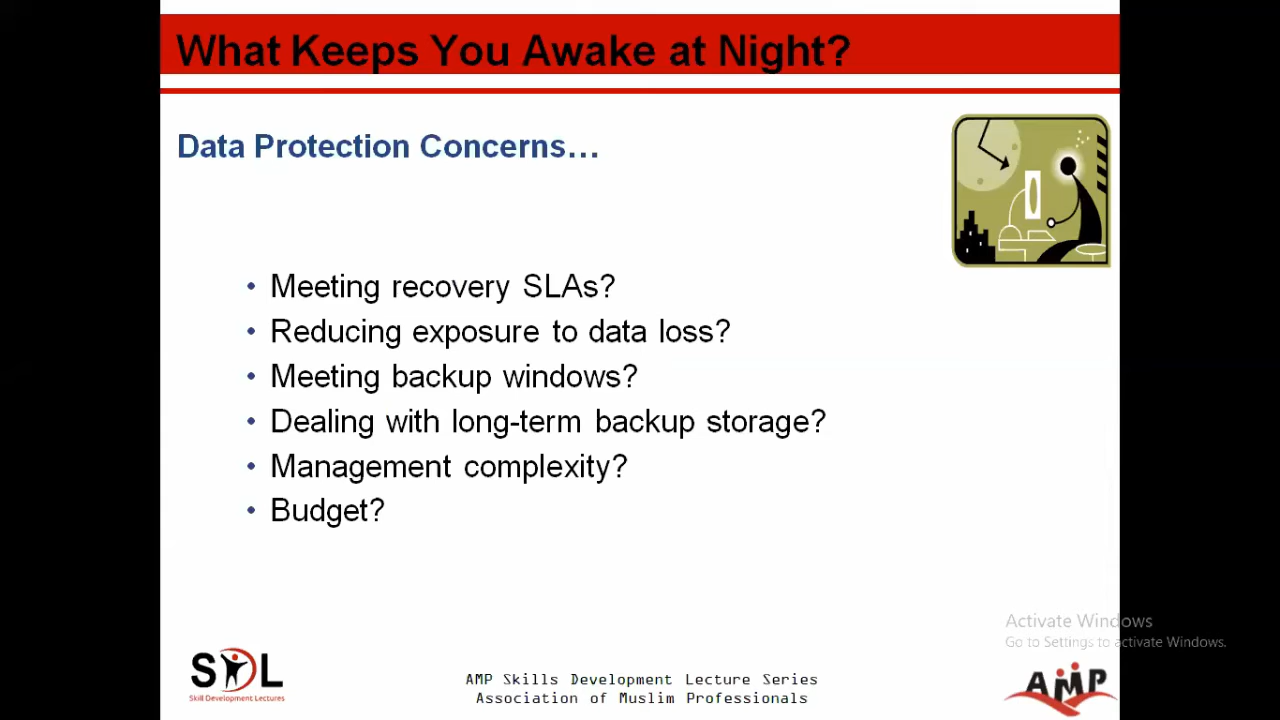 What Keeps You Awake at Night?
Data Protection Concerns…
• Meeting recovery SLAs?
• Reducing exposure to data loss?
• Meeting backup windows?
• Dealing with long-term backup storage?
• Management complexity?
• Budget?
Activate Windows
Go to Settings to activate Windows.
SDL
Skill Development Lectures
AMP Skills Development Lecture Series
Association of Muslim Professionals
AMP